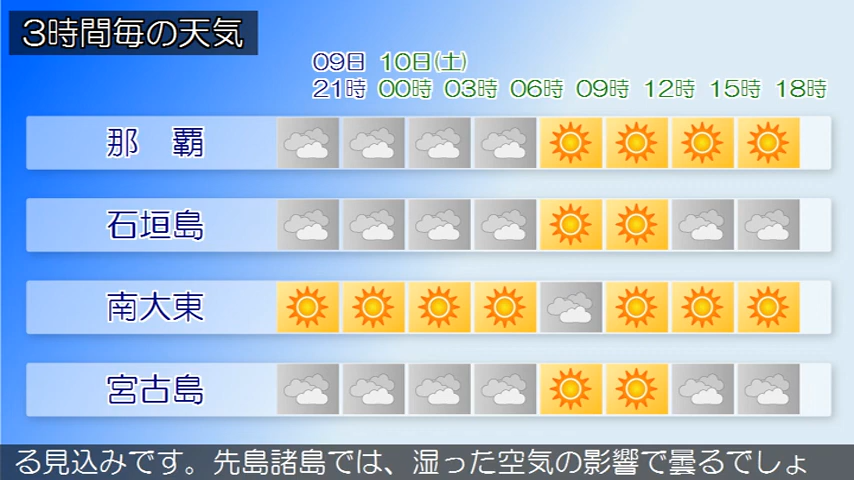 3時間毎の天気
09日 10日(土)
21時 00時 03時 06時 09時 12時 15時 18時
那　覇
石垣島
南大東
宮古島
る見込みです。先島諸島では、湿った空気の影響で曇るでしょ